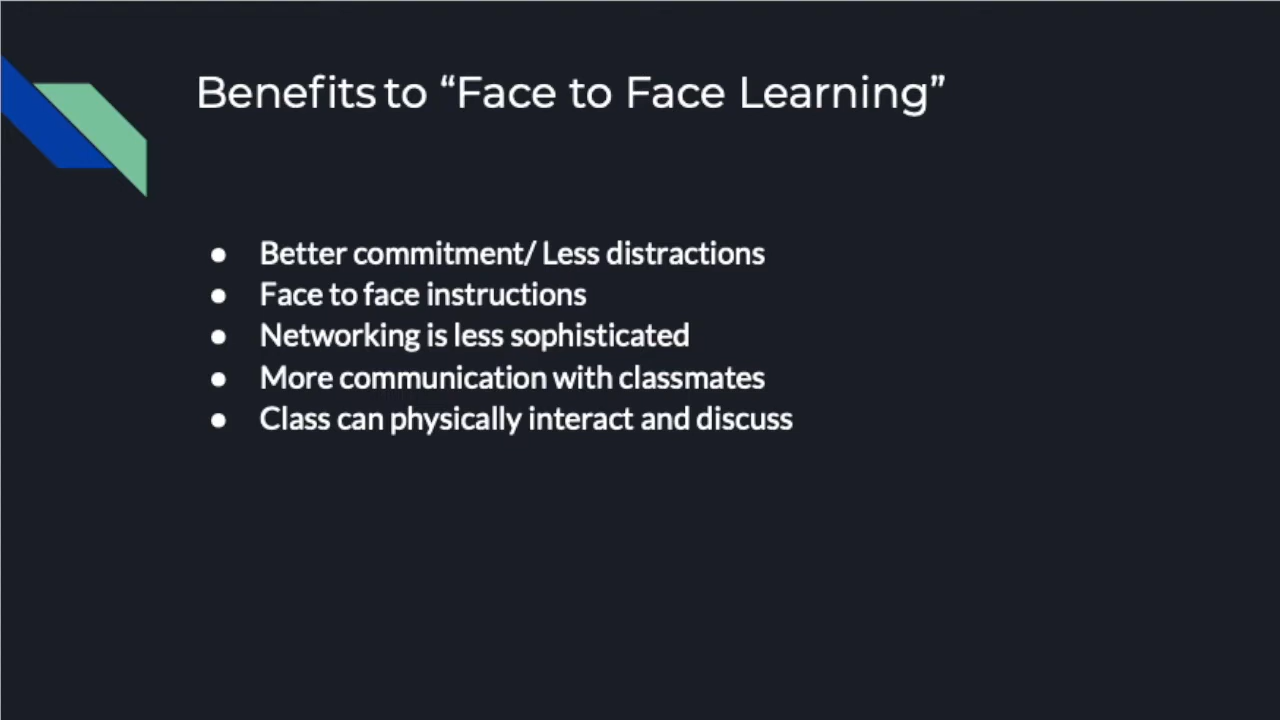 Benefits to “Face to Face Learning”
● Better commitment/ Less distractions
● Face to face instructions
● Networking is less sophisticated
● More communication with classmates
● Class can physically interact and discuss